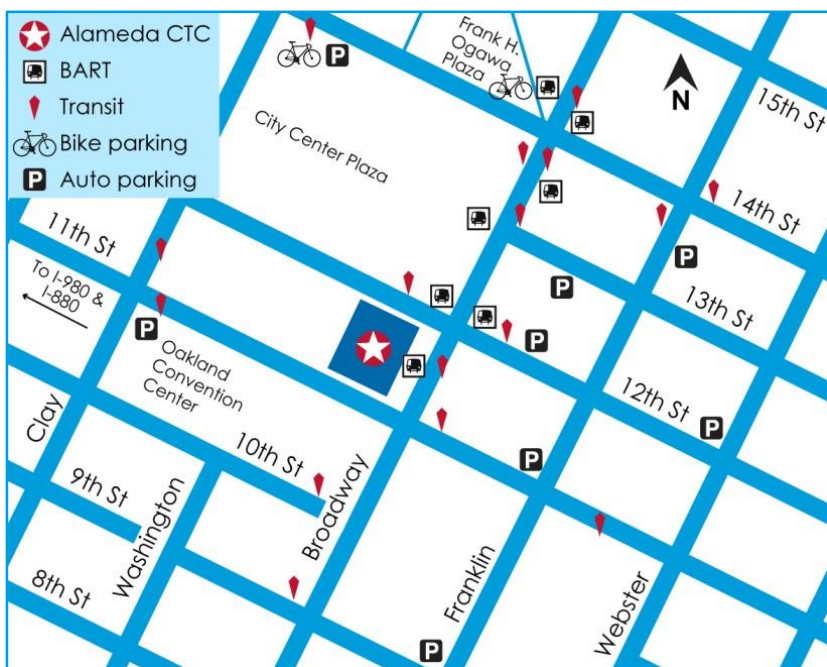 Alameda CTC
BART
Transit
Bike parking
P Auto parking
P
Frank H.
Ogawa
Plaza
N
15th St
City Center Plaza
14th St
11th St
P
13th St
P
To I-980 &
I-880
P
P
Oakland
Convention
Center
12th St
P
Clay
10th St
P
9th St
Washington
Broadway
Franklin
Webster
8th St
P